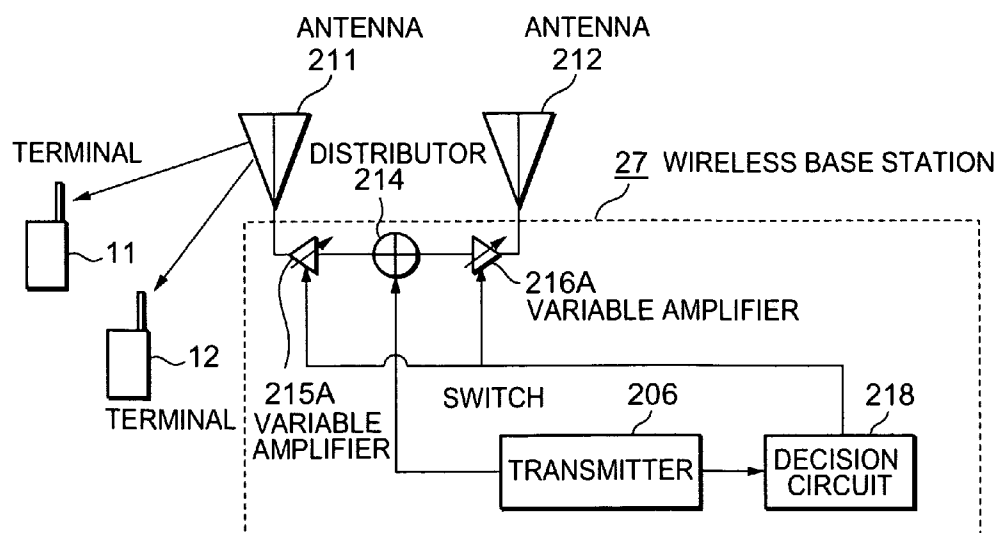 ANTENNA
211
ANTENNA
212
TERMINAL
DISTRIBUTOR
214
27 WIRELESS BASE STATION
11
216A
VARIABLE AMPLIFIER
12
TERMINAL
215A
VARIABLE
AMPLIFIER
SWITCH
206
218
TRANSMITTER
DECISION
CIRCUIT